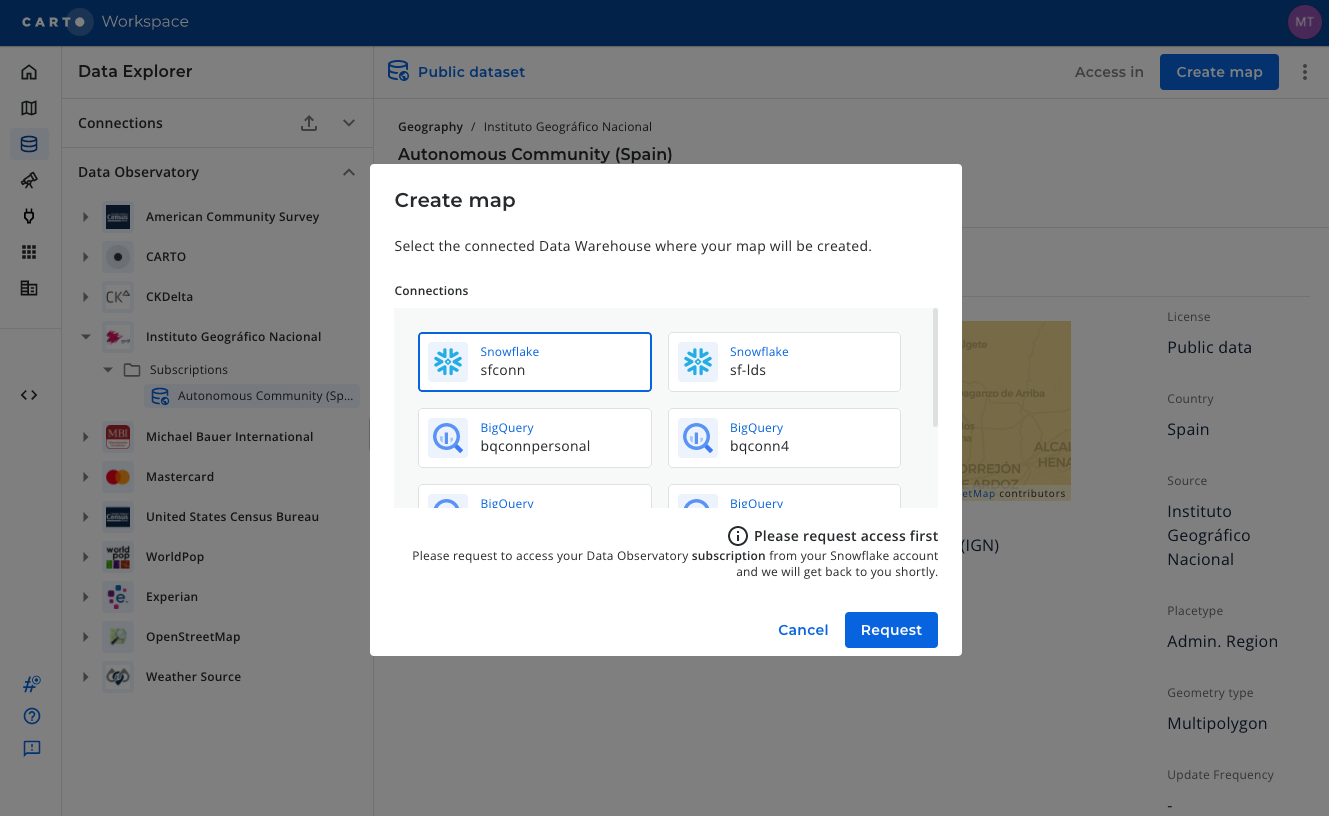 CARTO Workspace
MT
Data Explorer
Public dataset
Access in
Create map
Connections
Data Observatory
American Community Survey
CARTO
CKDelta
Instituto Geográfico Nacional
Subscriptions
Autonomous Community (Sp...
Michael Bauer International
Mastercard
United States Census Bureau
WorldPop
Experian
OpenStreetMap
Weather Source
Geography / Instituto Geográfico Nacional
Autonomous Community (Spain)
Create map
Select the connected Data Warehouse where your map will be created.
Connections
Snowflake
sfconn
Snowflake
sf-lds
BigQuery
bqconnpersonal
BigQuery
bqconn4
BigQuery
BigQuery
Please request access first
Please request to access your Data Observatory subscription from your Snowflake account
and we will get back to you shortly.
Cancel
Request
contributors
(IGN)
License
Public data
Country
Spain
Source
Instituto
Geográfico
Nacional
Placetype
Admin. Region
Geometry type
Multipolygon
Update Frequency
-